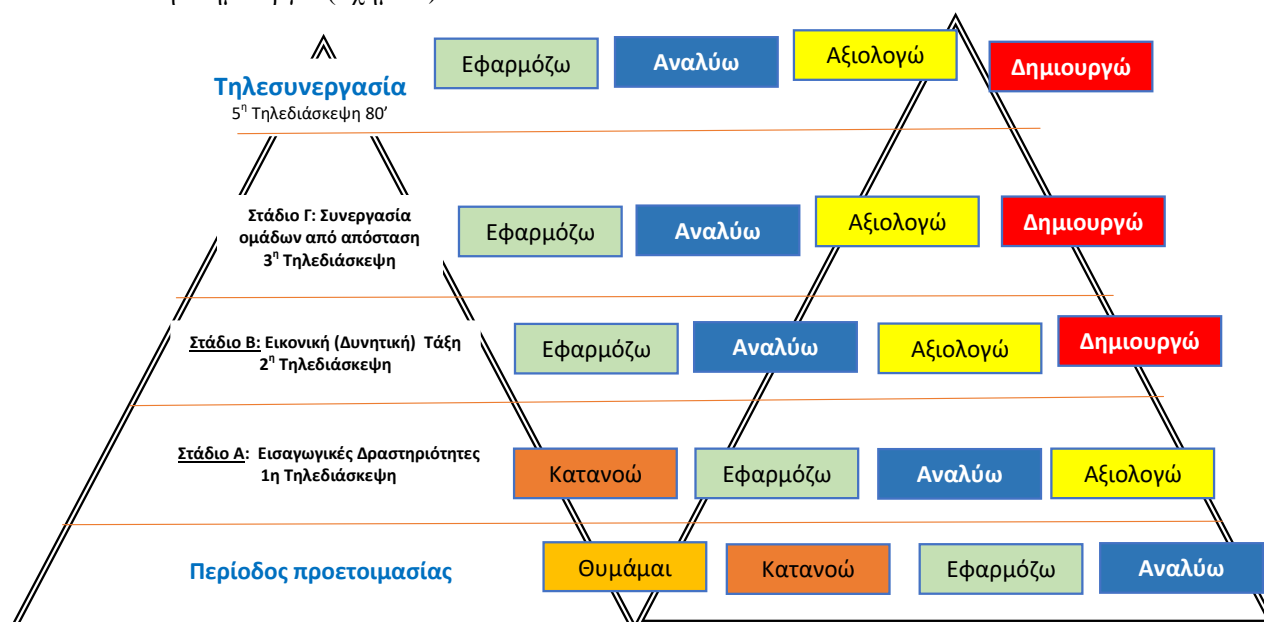 Τηλεσυνεργασία
5η Τηλεδιάσκεψη 80’
Εφαρμόζω
Αναλύω
Αξιολογώ
Δημιουργώ
Στάδιο Γ: Συνεργασία
ομάδων από απόσταση
3η Τηλεδιάσκεψη
Εφαρμόζω
Αναλύω
Αξιολογώ
Δημιουργώ
Στάδιο Β: Εικονική (Δυνητική) Τάξη
2η Τηλεδιάσκεψη
Εφαρμόζω
Αναλύω
Αξιολογώ
Δημιουργώ
Στάδιο Α: Εισαγωγικές Δραστηριότητες
1η Τηλεδιάσκεψη
Κατανοώ
Εφαρμόζω
Αναλύω
Αξιολογώ
Περίοδος προετοιμασίας
Θυμάμαι
Κατανοώ
Εφαρμόζω
Αναλύω